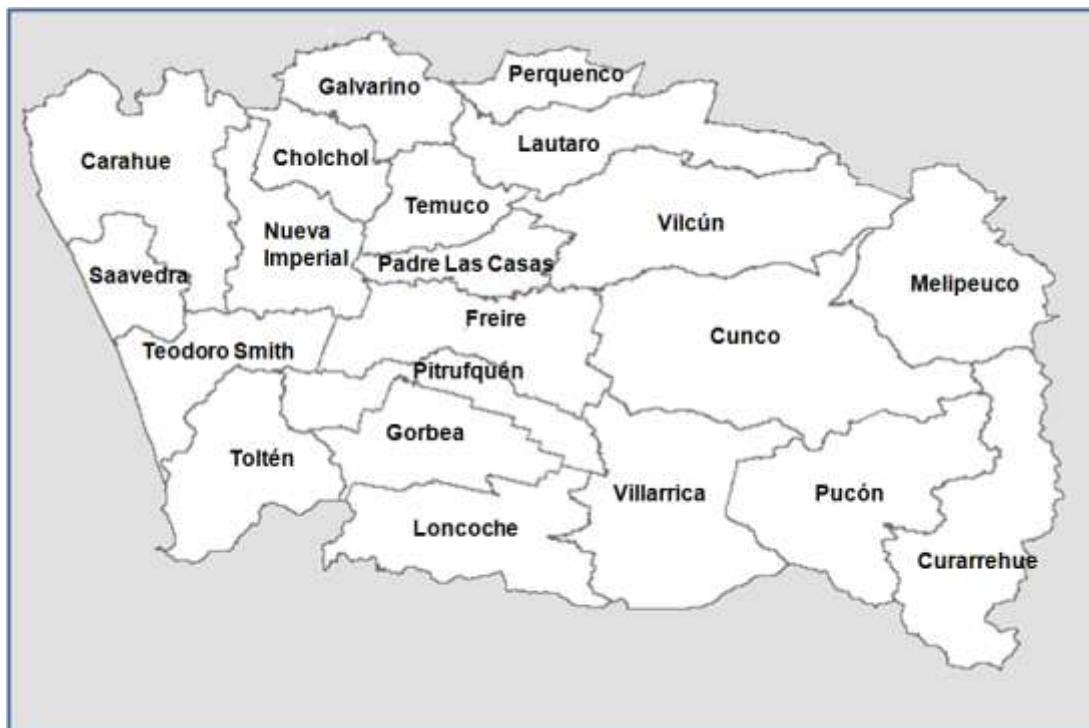 Perquenco
Galvarino
Lautaro
Carahue
Cholchol
Temuco
Vilcún
Nueva
Imperial
Padre Las Casas
Saavedra
Melipeuco
Freire
Cunco
Teodoro Smith
Pitrufquén
Gorbea
Toltén
Villarrica
Pucón
Loncoche
Curarrehue